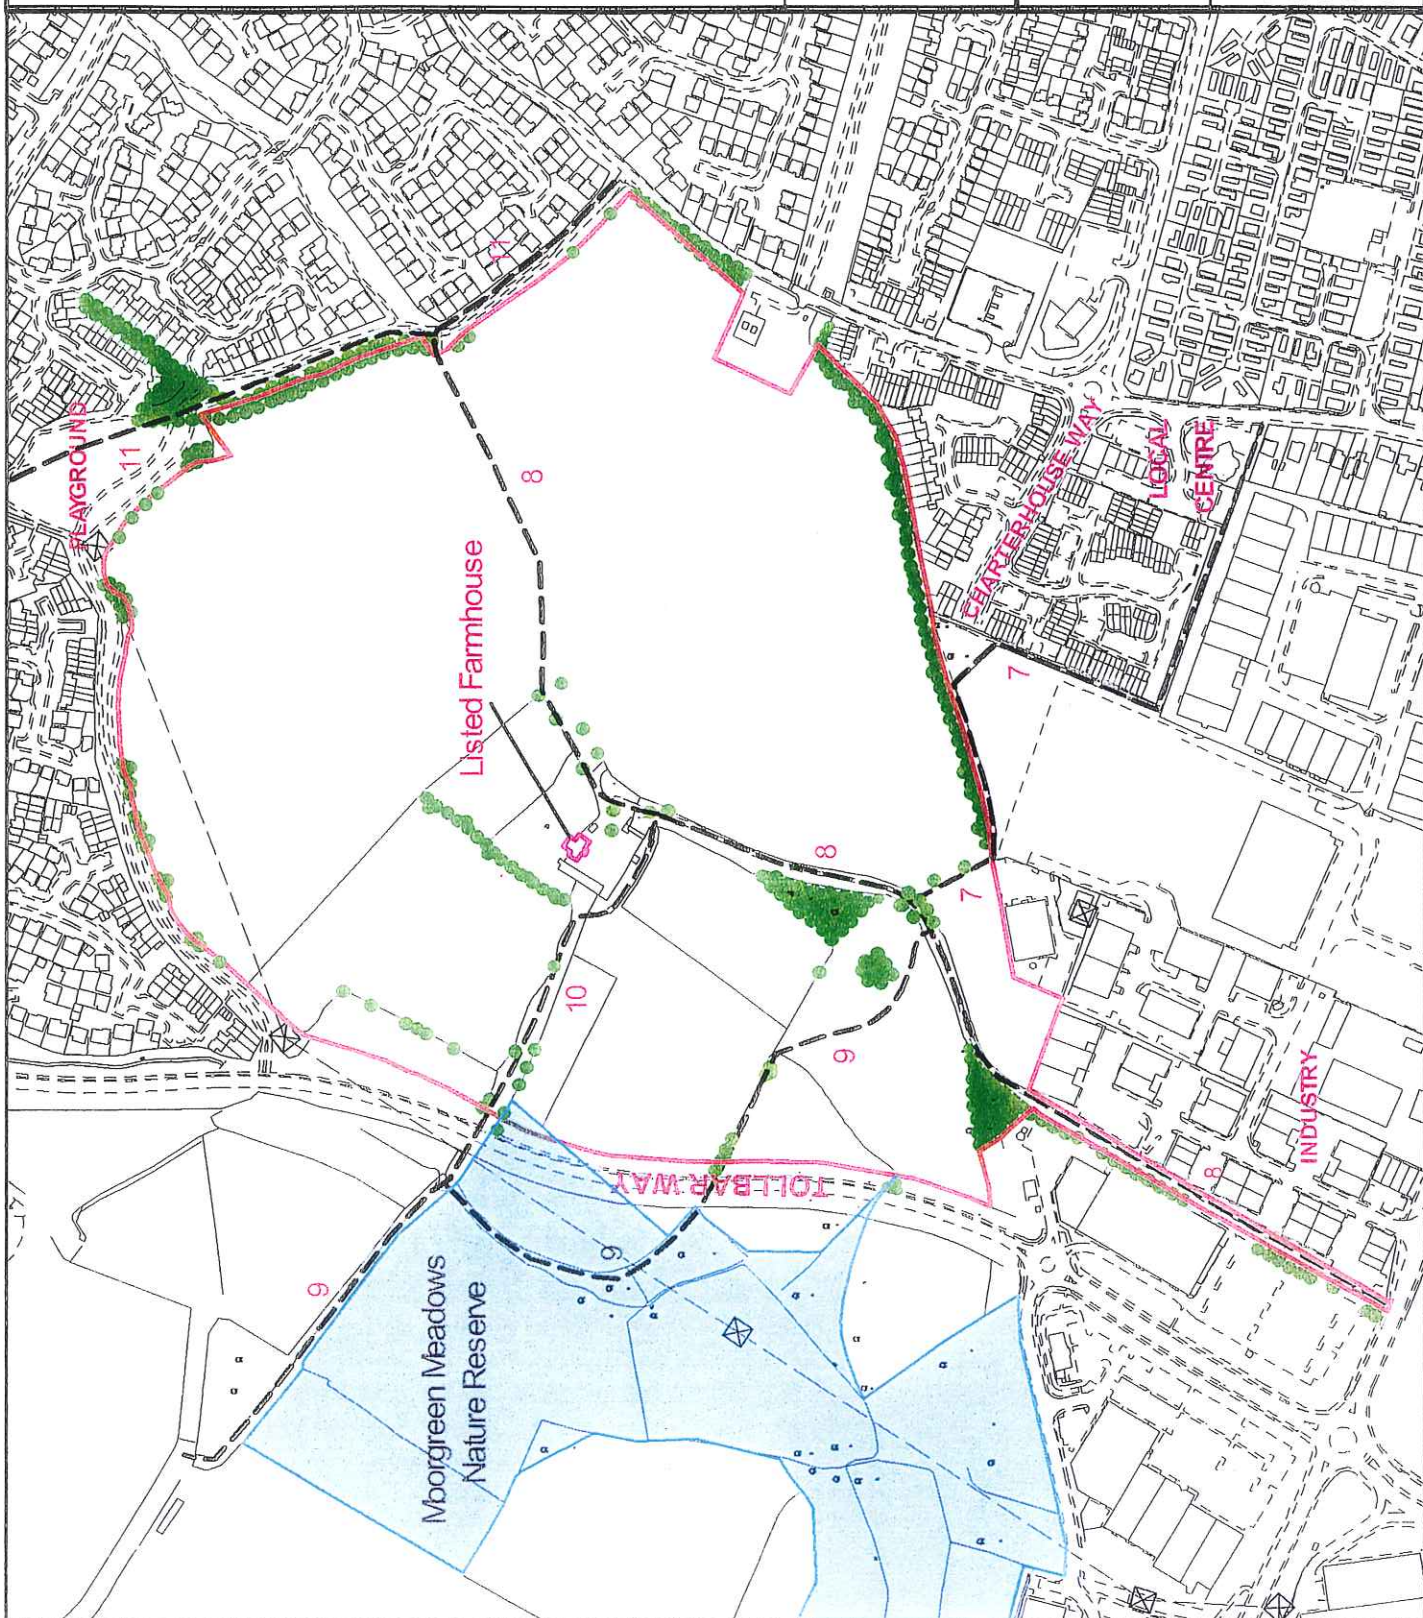 PLAYGROUND
11
11
8
Listed Farmhouse
CHARTERHOUSE WAY
LOCAL
CENTRE
7
8
7
10
9
TOLLBAR WAY
9
9
Moorgreen Meadows
Nature Reserve
8
INDUSTRY